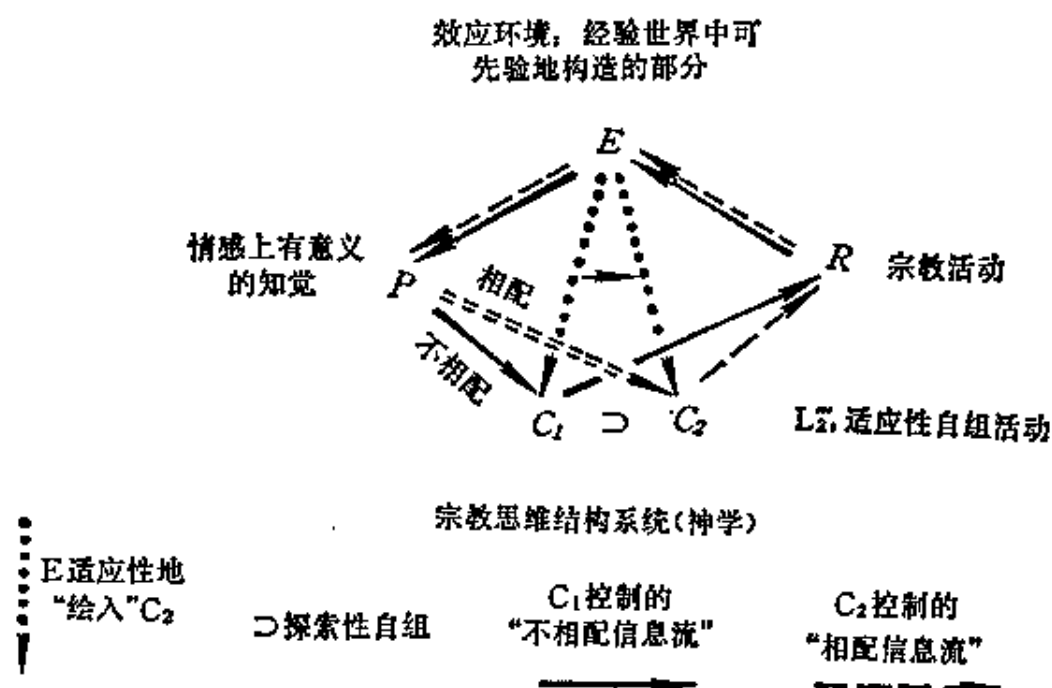 效应环境，经验世界中可
先验地构造的部分
E
情感上有意义
的知觉
P
相配
不相配
R
宗教活动
C₁ ⊃ C₂
适应性自组活动
宗教思维结构系统(神学)
E适应性地
“绘入”C₂
⊃探索性自组
C₁控制的
“不相配信息流”
C₂控制的
“相配信息流”